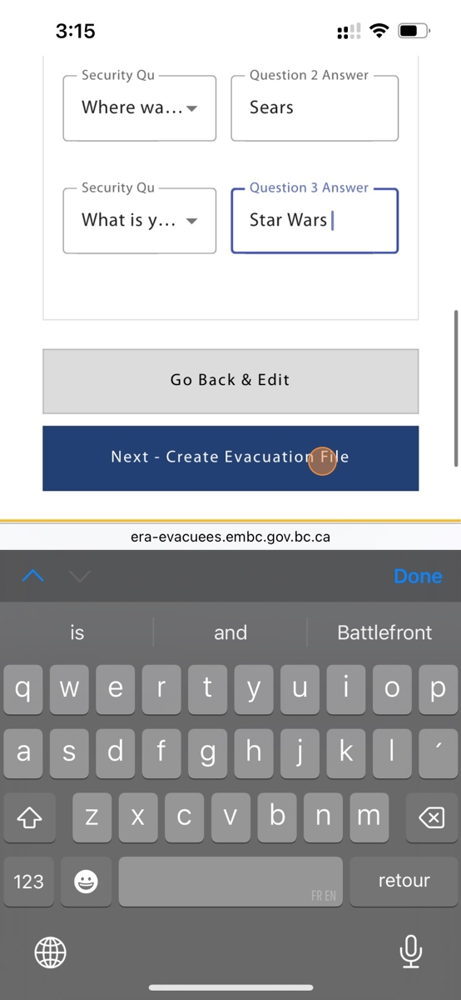 3:15
Security Qu
Question 2 Answer
Where wa...
Sears
Security Qu
Question 3 Answer
What is y...
Star Wars
Go Back & Edit
Next - Create Evacuation File
era-evacuees.embc.gov.bc.ca
Done
is and Battlefront
q w e r t y u i o p
a s d f g h j k l ´
z x c v b n m
123 retour
FR EN